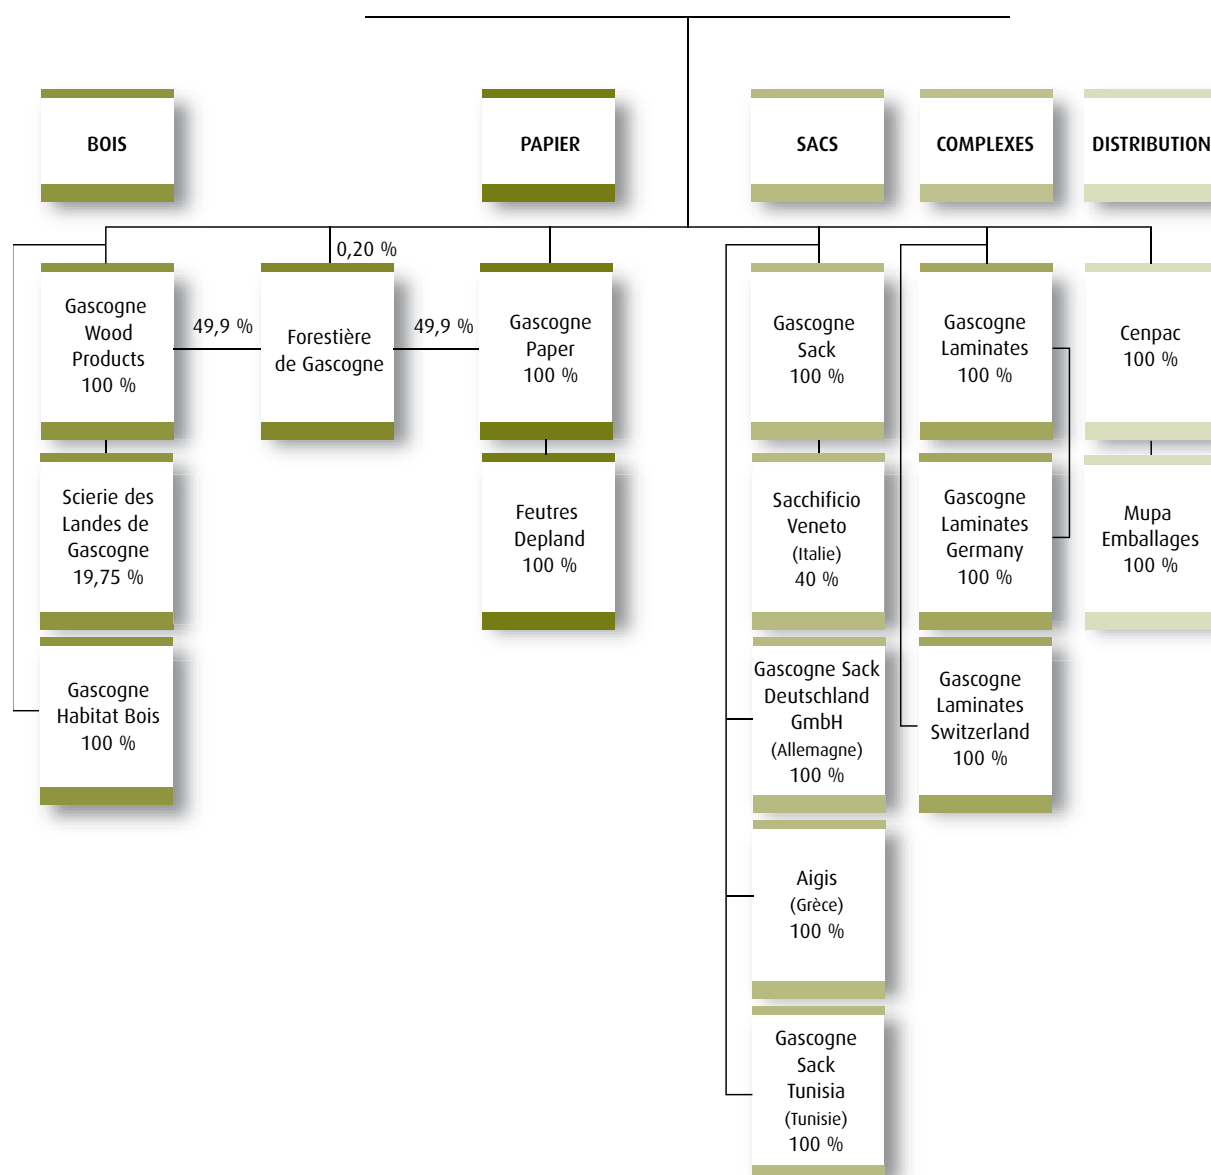 BOIS
PAPIER
SACS
COMPLEXES
DISTRIBUTION
0,20 %
Gascogne
Wood
Products
100 %
49,9 %
Forestière
de Gascogne
49,9 %
Gascogne
Paper
100 %
Gascogne
Sack
100 %
Gascogne
Laminates
100 %
Cenpac
100 %
Scierie des
Landes de
Gascogne
19,75 %
Feutres
Depland
100 %
Sacchificio
Veneto
(Italie)
40 %
Gascogne
Laminates
Germany
100 %
Mupa
Emballages
100 %
Gascogne
Habitat Bois
100 %
Gascogne Sack
Deutschland
GmbH
(Allemagne)
100 %
Gascogne
Laminates
Switzerland
100 %
Aigis
(Grèce)
100 %
Gascogne
Sack
Tunisia
(Tunisie)
100 %